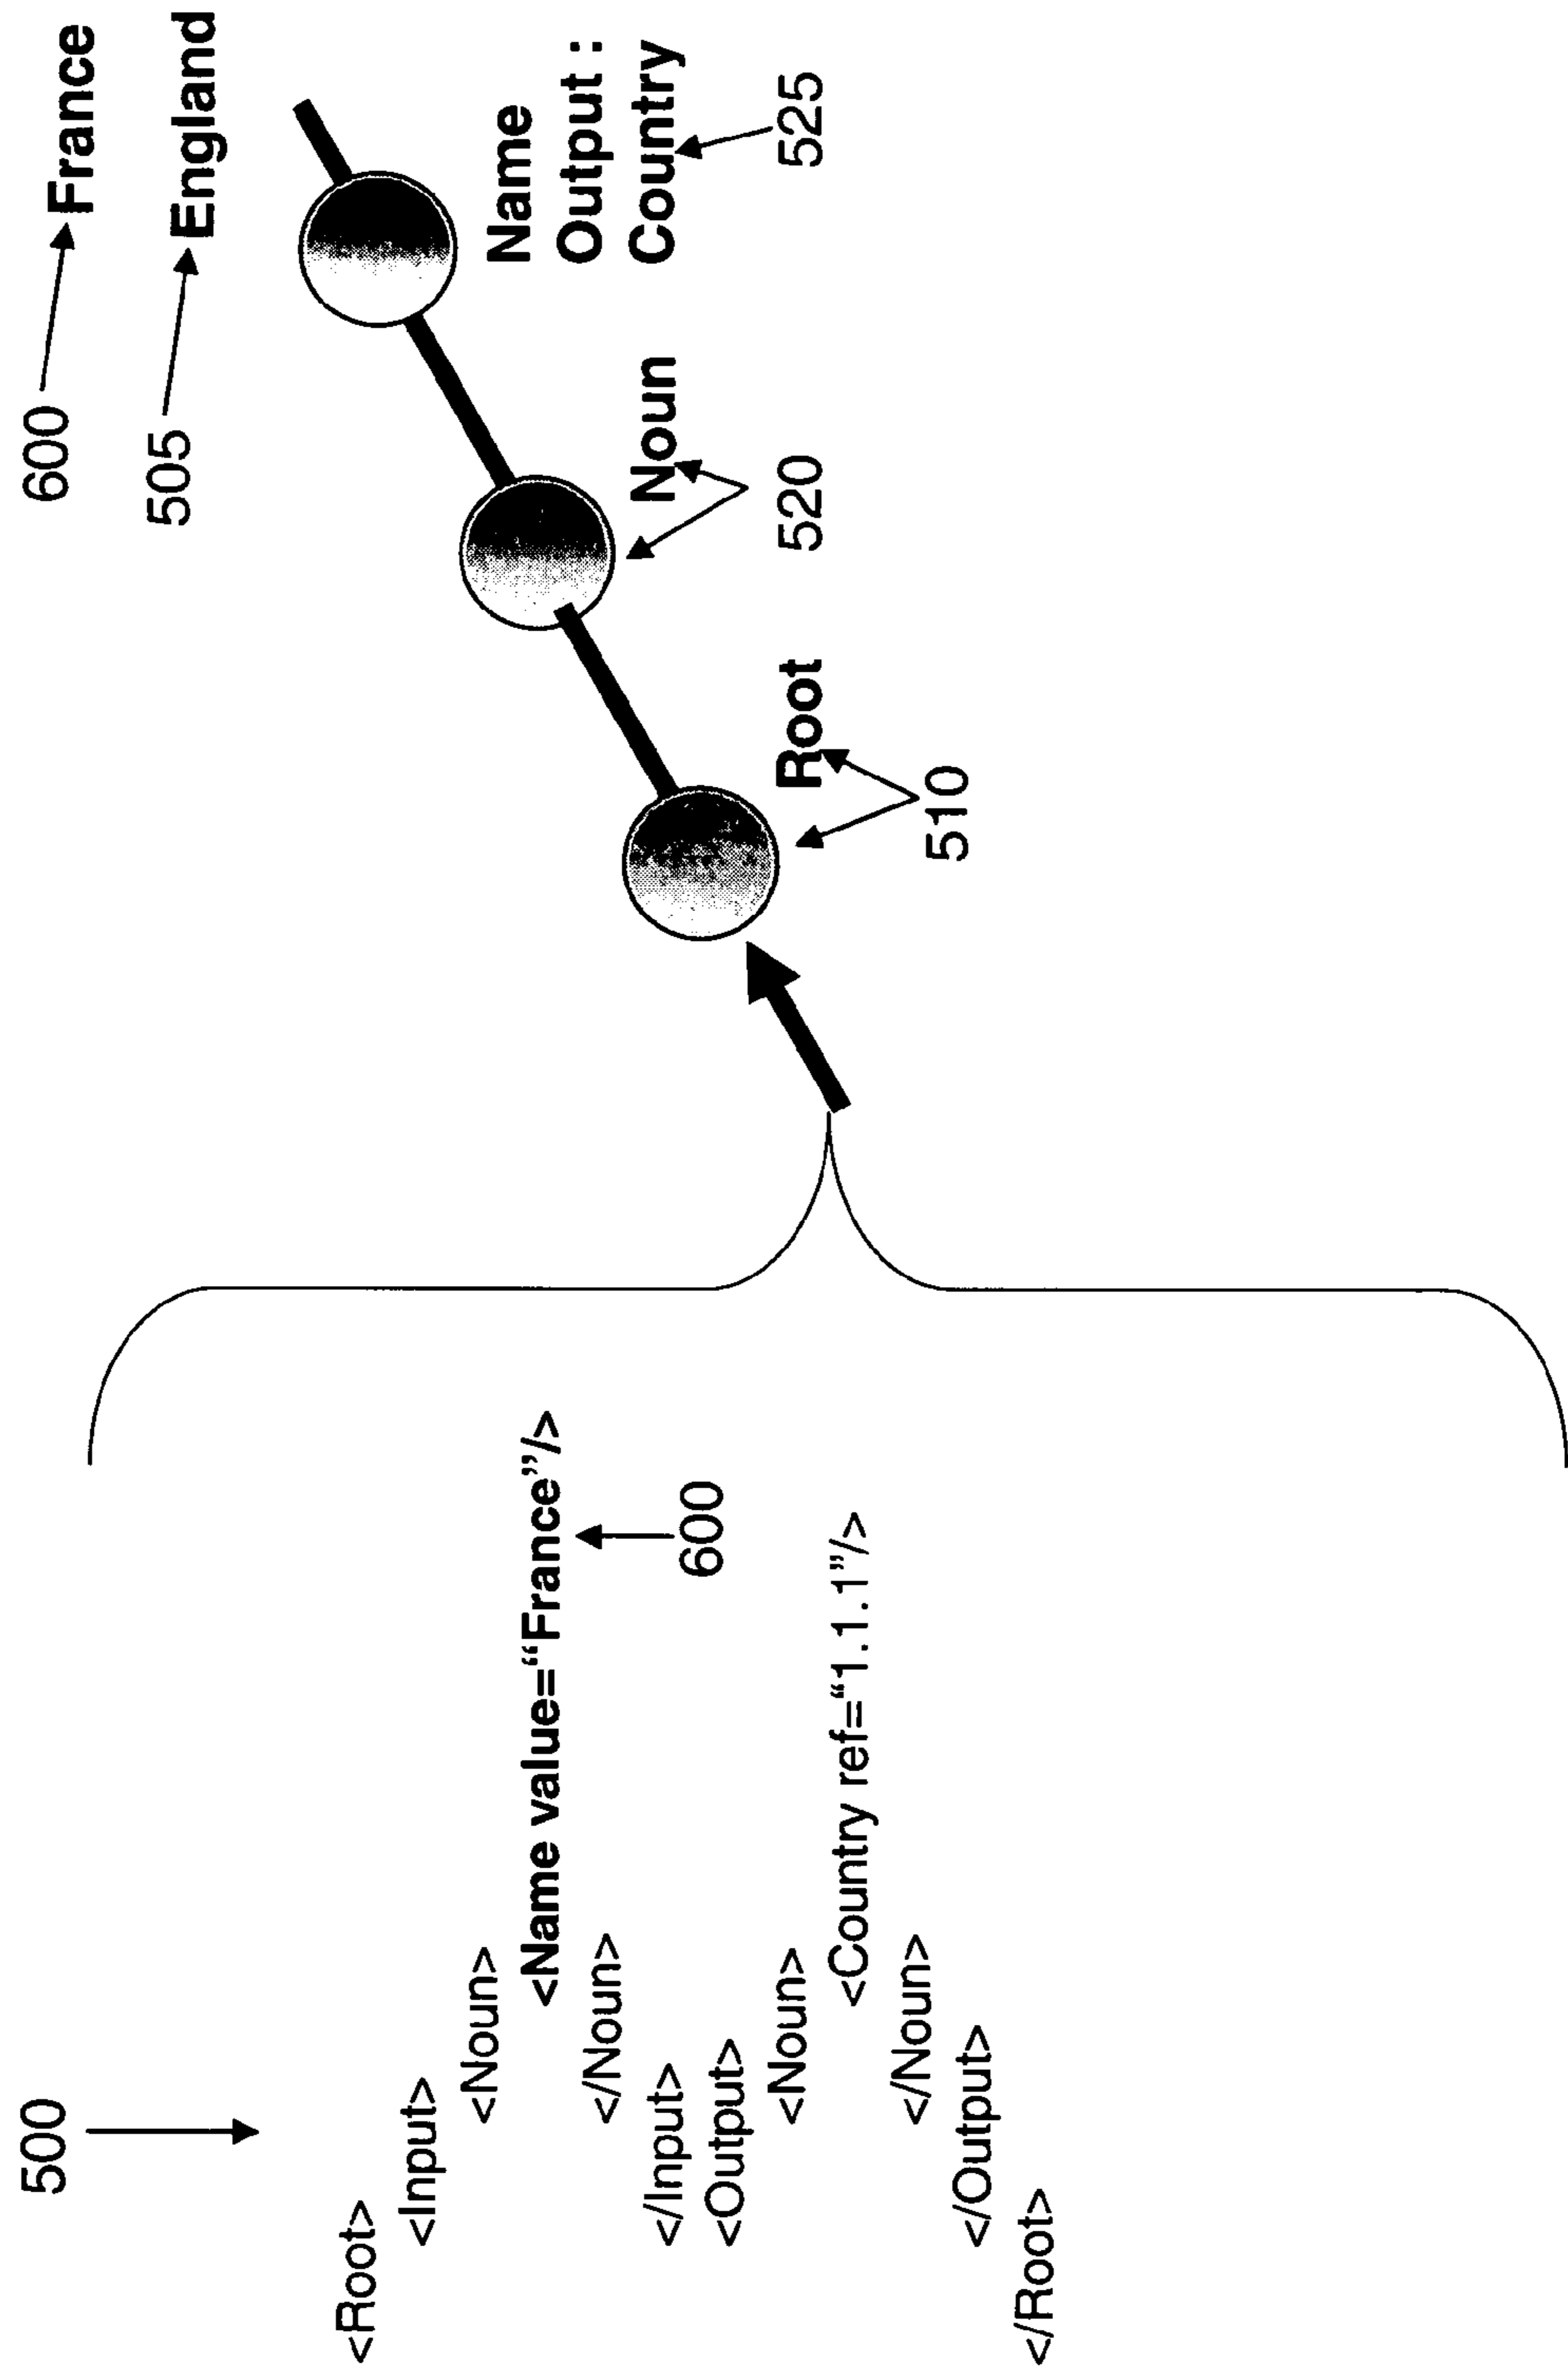 500
<Root>
<Input>
<Noun>
<Name value=“France”/>
600
</Noun>
</Input>
<Output>
<Noun>
<Country ref=“1.1.1”/>
</Noun>
</Output>
</Root>
600
France
505
England
Name
Output :
Country
525
Noun
520
Root
510